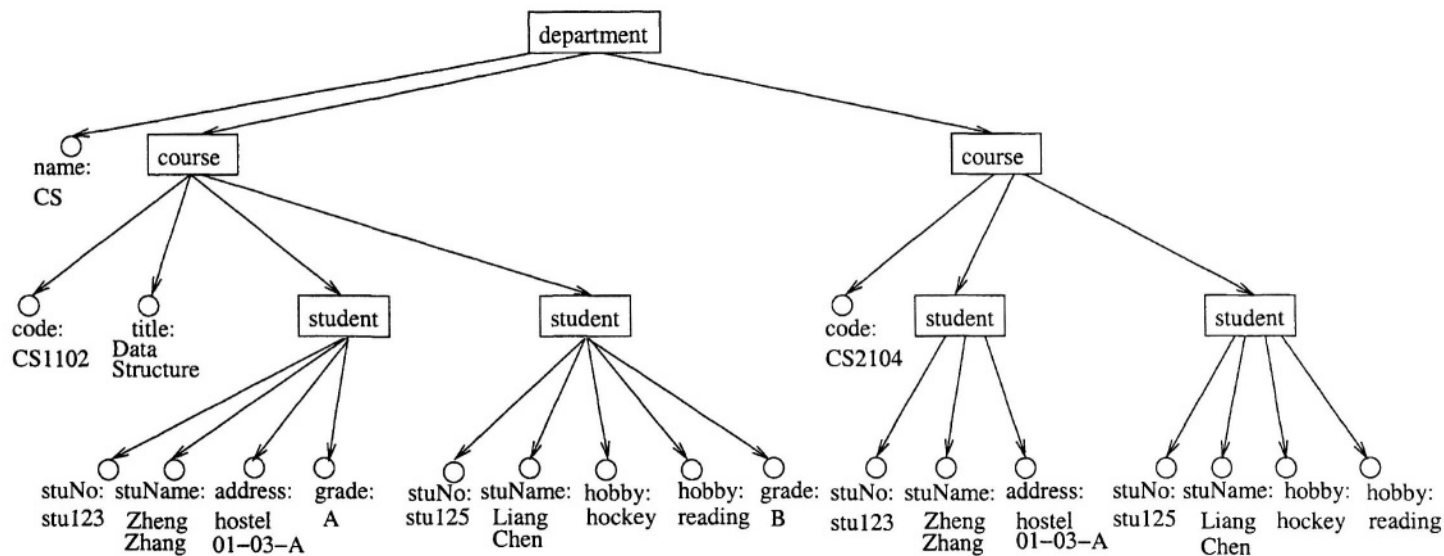 department
name:
CS
course
course
code:
CS1102
title:
Data
Structure
student
student
code:
CS2104
student
student
stuNo:
stu123
stuName:
Zheng
Zhang
address:
hostel
01-03-A
grade:
A
stuNo:
stu125
stuName:
Liang
Chen
hobby:
hockey
hobby:
reading
grade:
B
stuNo:
stu123
stuName:
Zheng
Zhang
address:
hostel
01-03-A
stuNo:
stu125
stuName:
Liang
Chen
hobby:
hockey
hobby:
reading